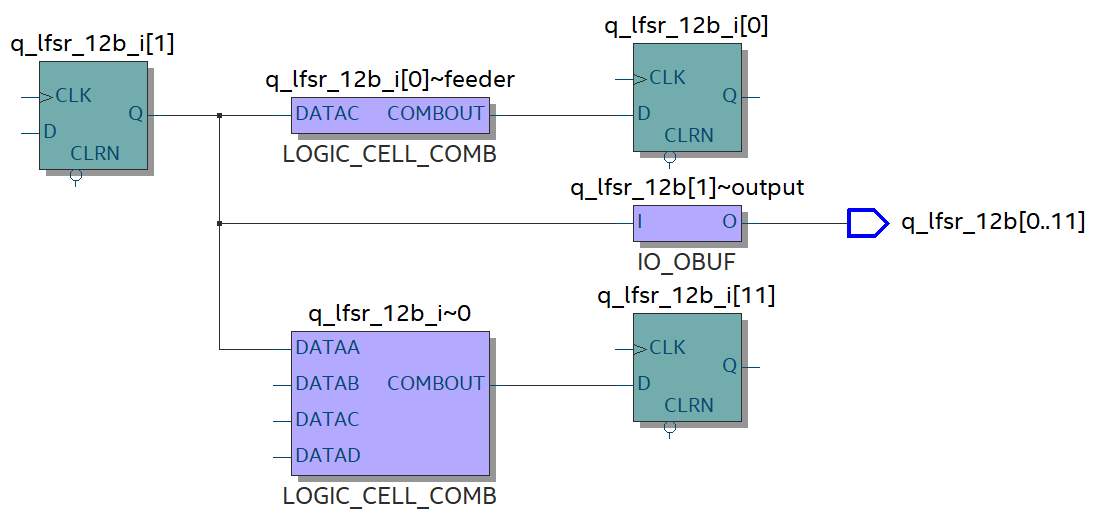 q_lfsr_12b_i[1]
CLK
Q
D
CLRN
q_lfsr_12b_i[0]~feeder
DATAC COMBOUT
LOGIC_CELL_COMB
q_lfsr_12b_i[0]
CLK
Q
D
CLRN
q_lfsr_12b[1]~output
I O
IO_OBUF
q_lfsr_12b[0..11]
q_lfsr_12b_i~0
DATAA
DATAB COMBOUT
DATAC
DATAD
LOGIC_CELL_COMB
q_lfsr_12b_i[11]
CLK
Q
D
CLRN